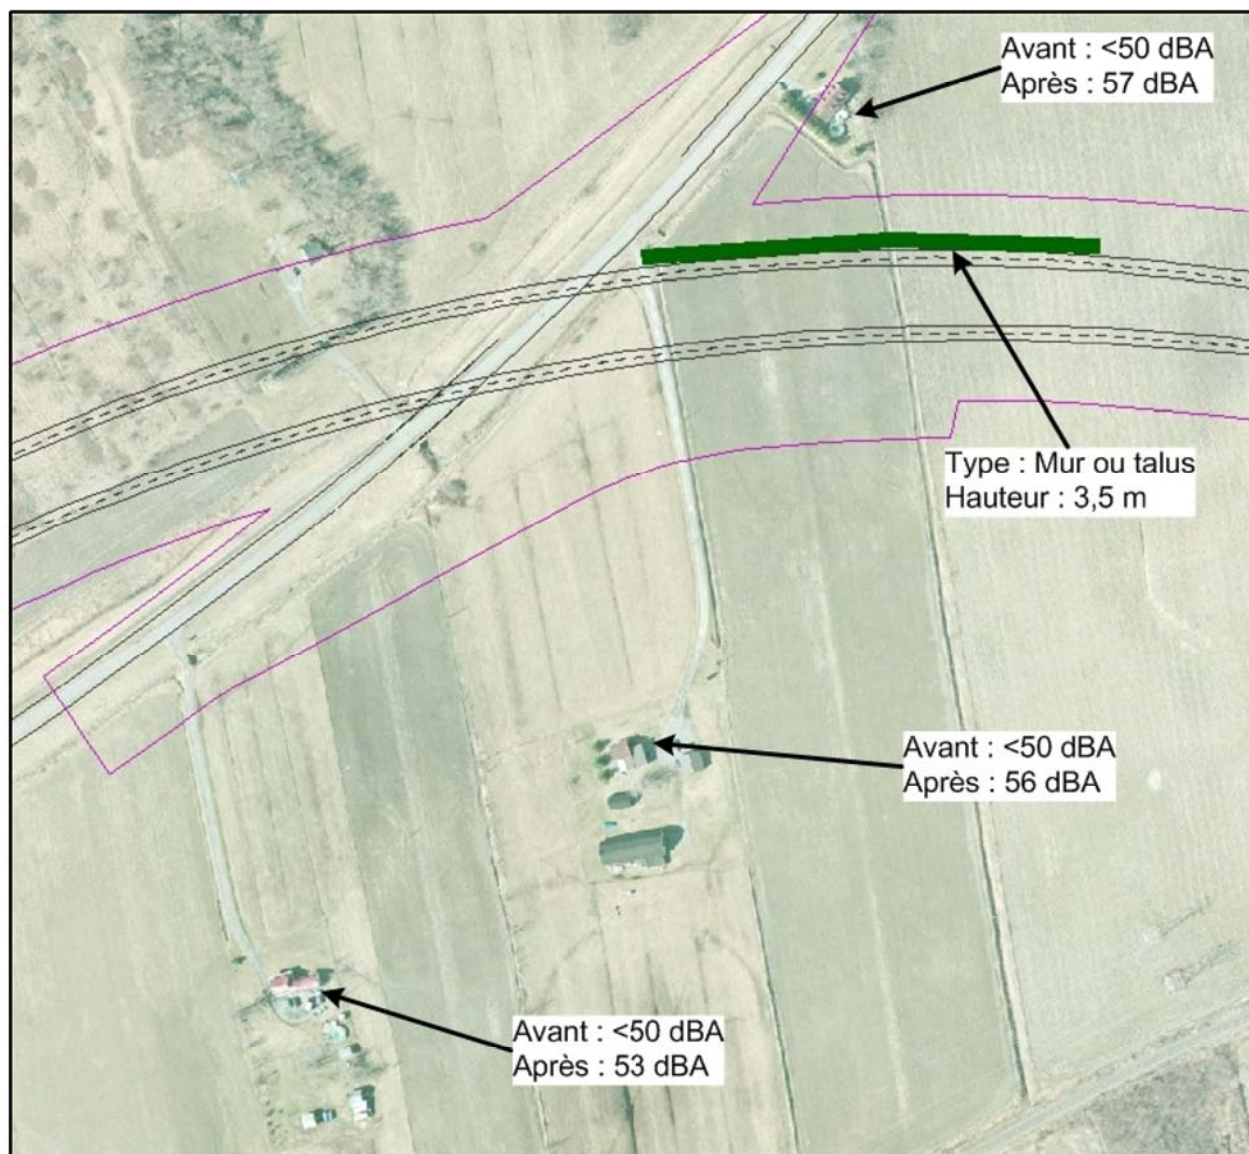 Avant : <50 dBA
Après : 57 dBA
Type : Mur ou talus
Hauteur : 3,5 m
Avant : <50 dBA
Après : 56 dBA
Avant : <50 dBA
Après : 53 dBA